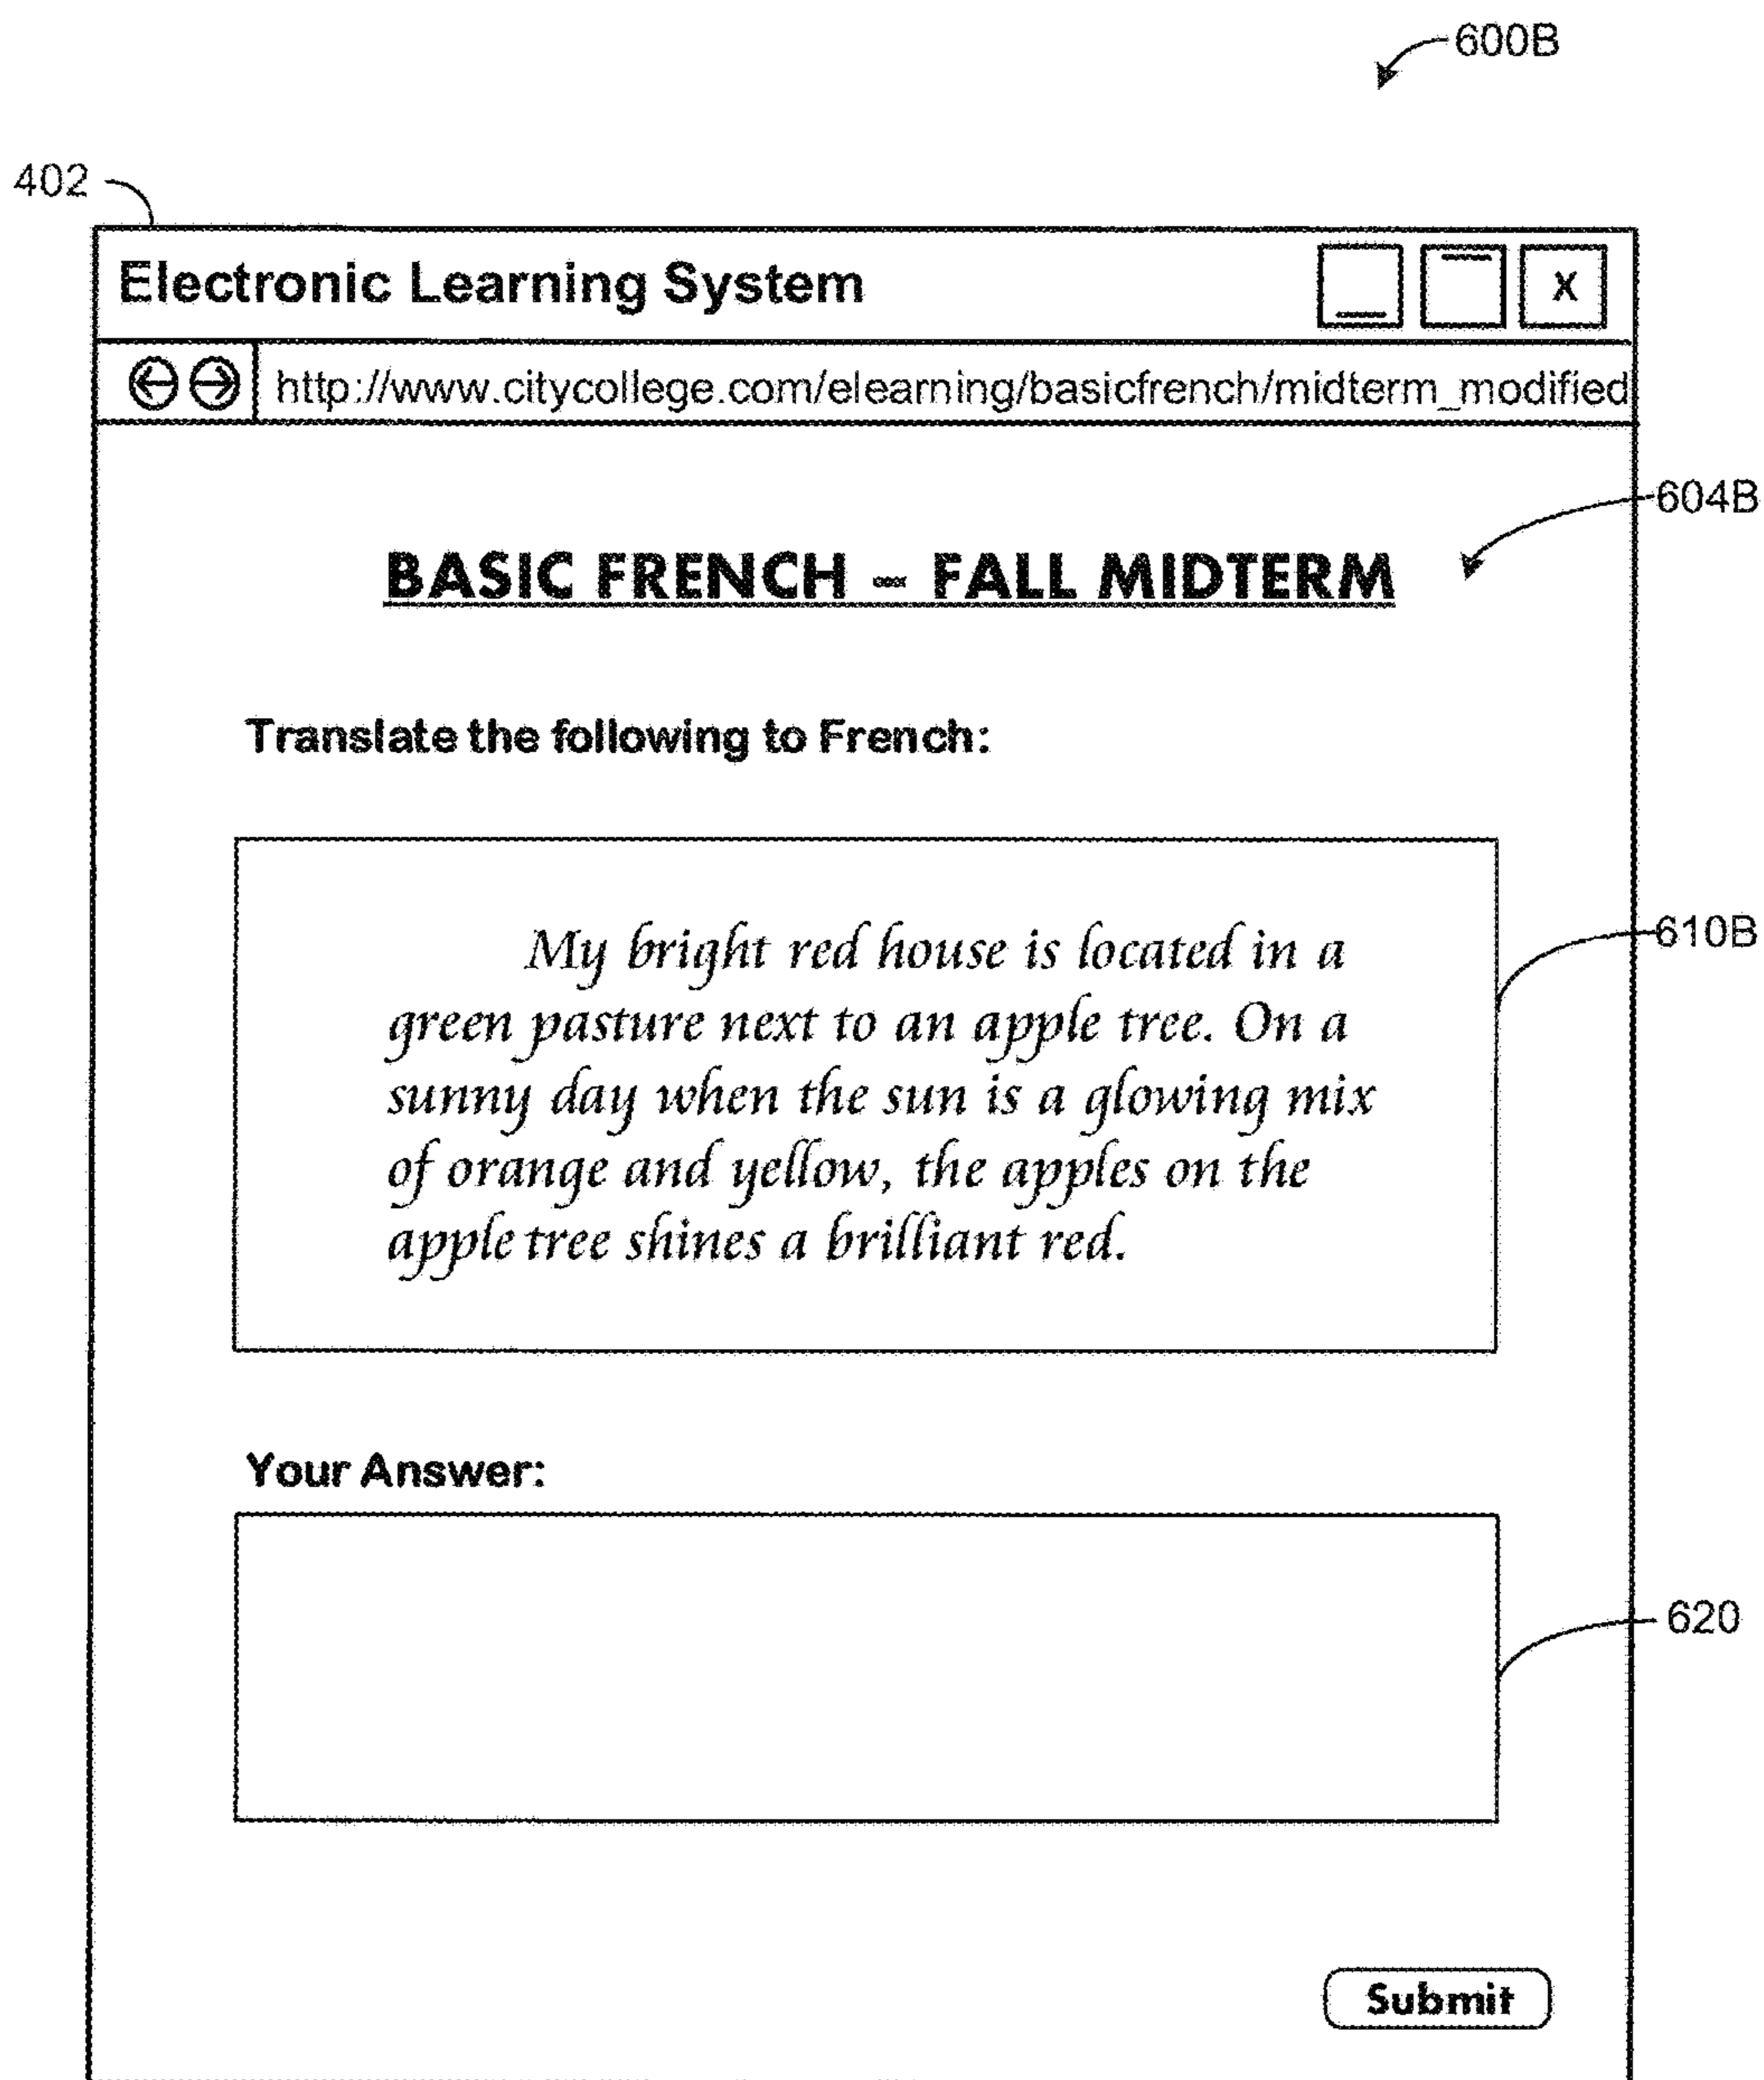 600B
402
Electronic Learning System
X
http://www.citycollege.com/elearning/basicfrench/midterm_modified
604B
BASIC FRENCH – FALL MIDTERM
Translate the following to French:
My bright red house is located in a
610B
green pasture next to an apple tree. On a
sunny day when the sun is a glowing mix
of orange and yellow, the apples on the
apple tree shines a brilliant red.
Your Answer:
620
Submit